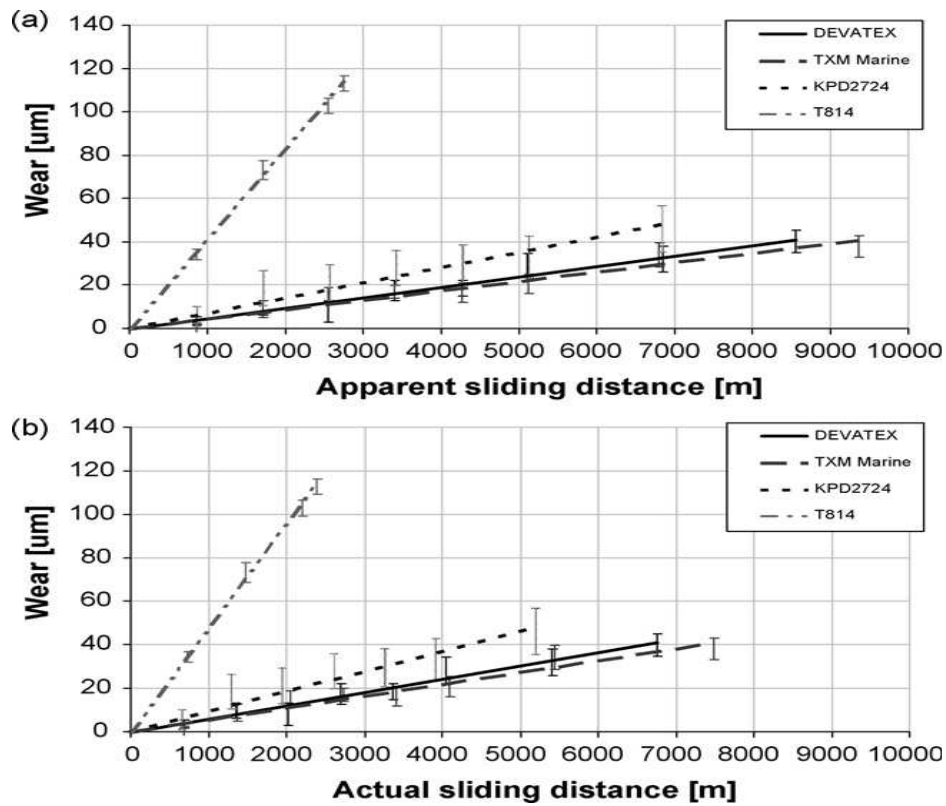 (a)
140
120
100
80
60
40
20
0
Wear [um]
DEVATEX
TXM Marine
KPD2724
T814
0 1000 2000 3000 4000 5000 6000 7000 8000 9000 10000
Apparent sliding distance [m]
(b)
140
120
100
80
60
40
20
0
Wear [um]
DEVATEX
TXM Marine
KPD2724
T814
0 1000 2000 3000 4000 5000 6000 7000 8000 9000 10000
Actual sliding distance [m]